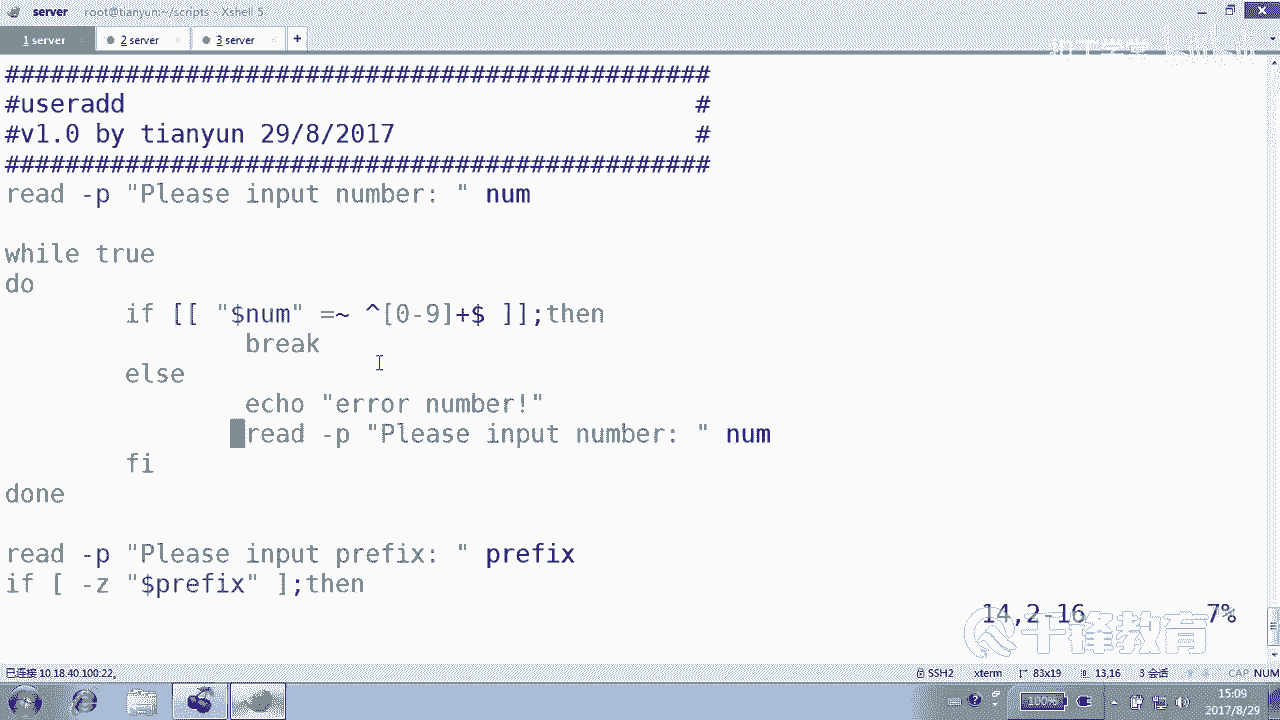 server root@tianyun:~/scripts - Xshell 5
1 server 2 server 3 server +
###############################################
#useradd #
#v1.0 by tianyun 29/8/2017 #
###############################################
read -p "Please input number: " num
while true
do
if [[ "$num" =~ ^[0-9]+$ ]];then
break
else
echo "error number!"
read -p "Please input number: " num
fi
done
read -p "Please input prefix: " prefix
if [ -z "$prefix" ];then
14,2-16 7%
千锋教育
已连接 10.18.40.100:22。 SSH2 xterm 83x19 13,16 3 会话 CAP NUM
100% 15:09
2017/8/29